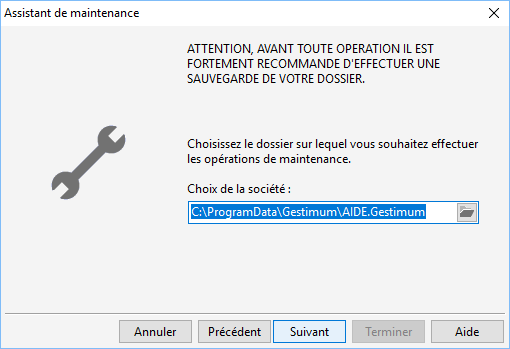 Assistant de maintenance
ATTENTION, AVANT TOUTE OPERATION IL EST
FORTEMENT RECOMMANDE D'EFFECTUER UNE
SAUVEGARDE DE VOTRE DOSSIER.
Choisissez le dossier sur lequel vous souhaitez effectuer
les opérations de maintenance.
Choix de la société :
C:\ProgramData\Gestimum\AIDE.Gestimum
Annuler Précédent Suivant Terminer Aide